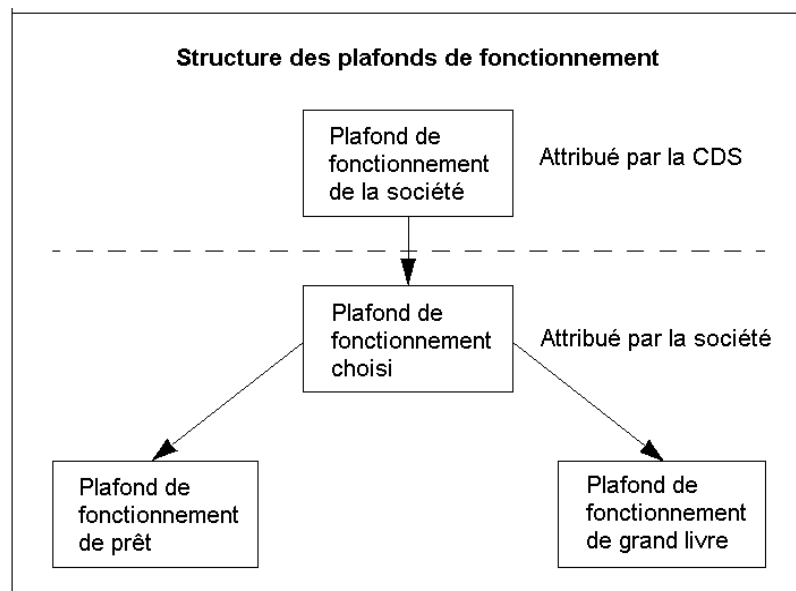 Structure des plafonds de fonctionnement
Plafond de
fonctionnement
de la société
Attribué par la CDS
Plafond de
fonctionnement
choisi
Attribué par la société
Plafond de
fonctionnement
de prêt
Plafond de
fonctionnement
de grand livre